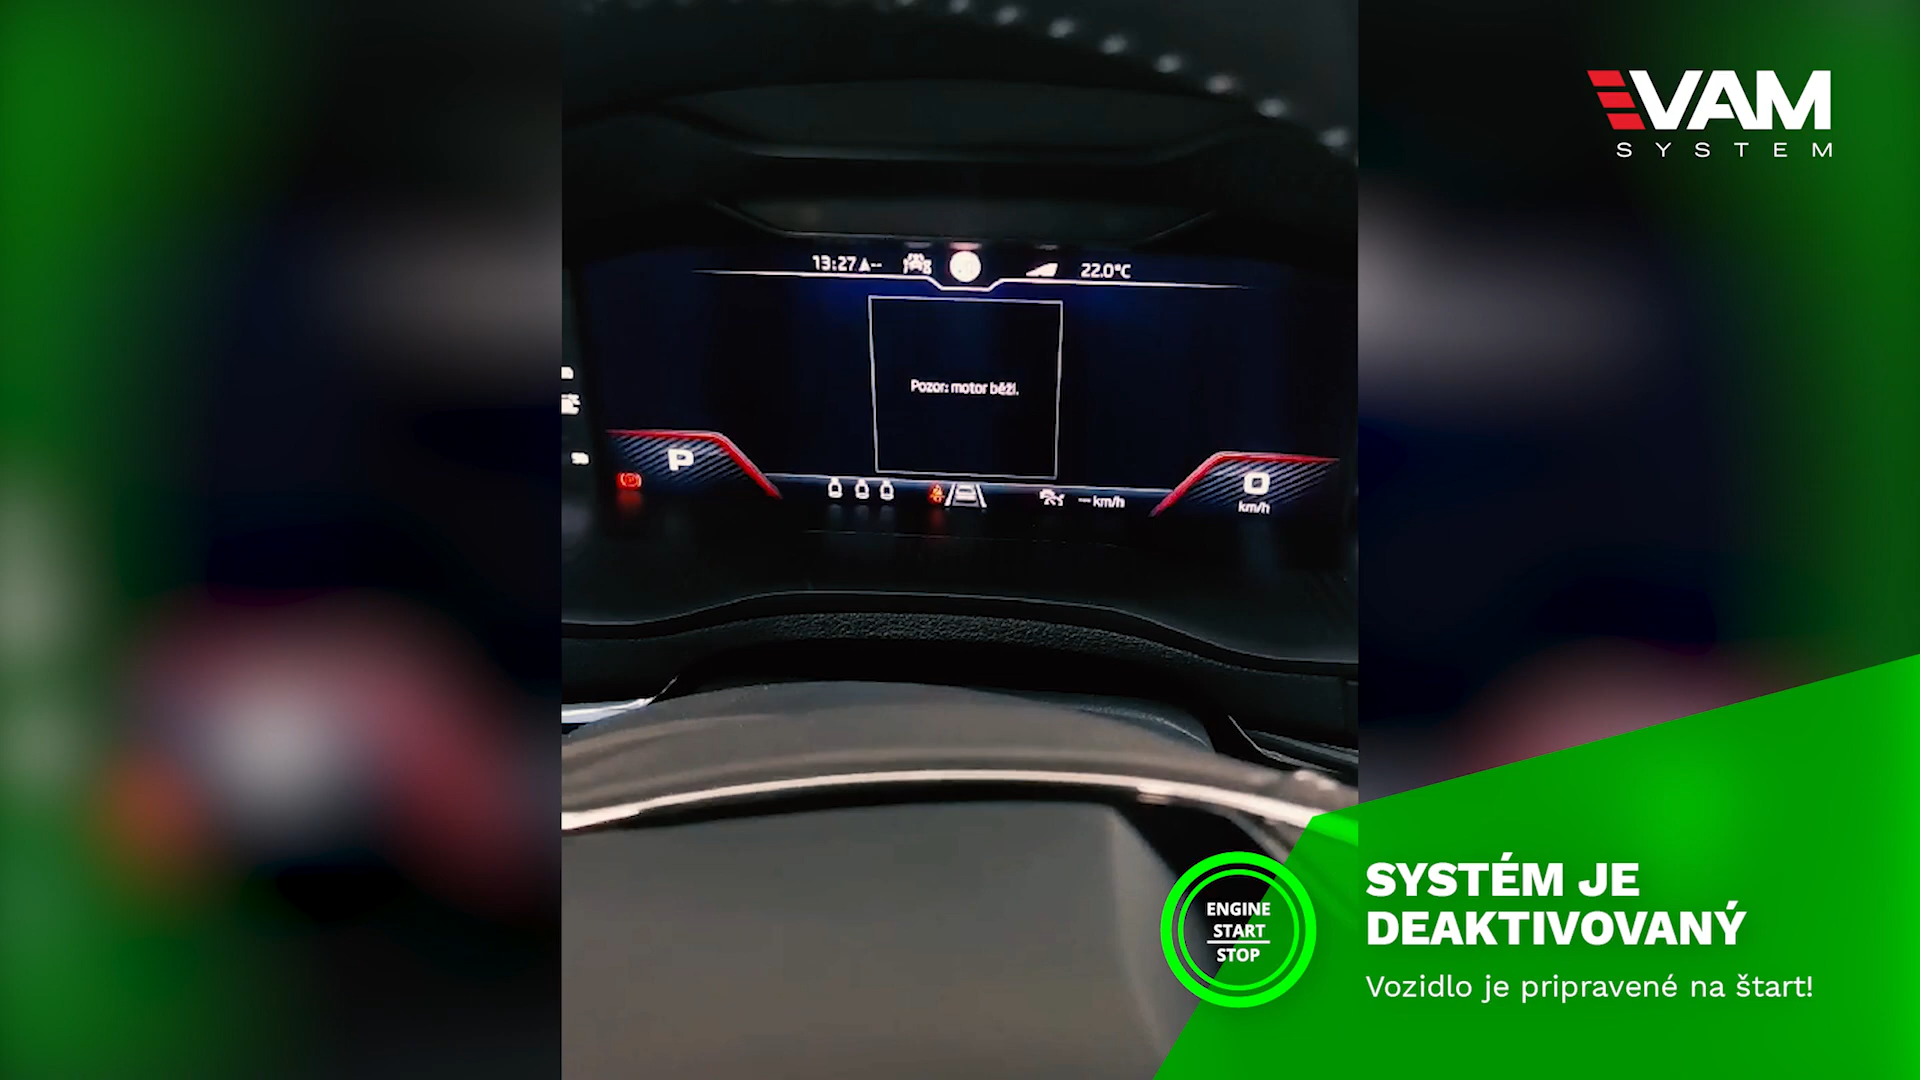 VAM
SYSTEM
13:27
22.0°C
Pozor: motor běží.
P
0
km/h
--- km/h
ENGINE
START
STOP
SYSTÉM JE
DEAKTIVOVANÝ
Vozidlo je pripravené na štart!